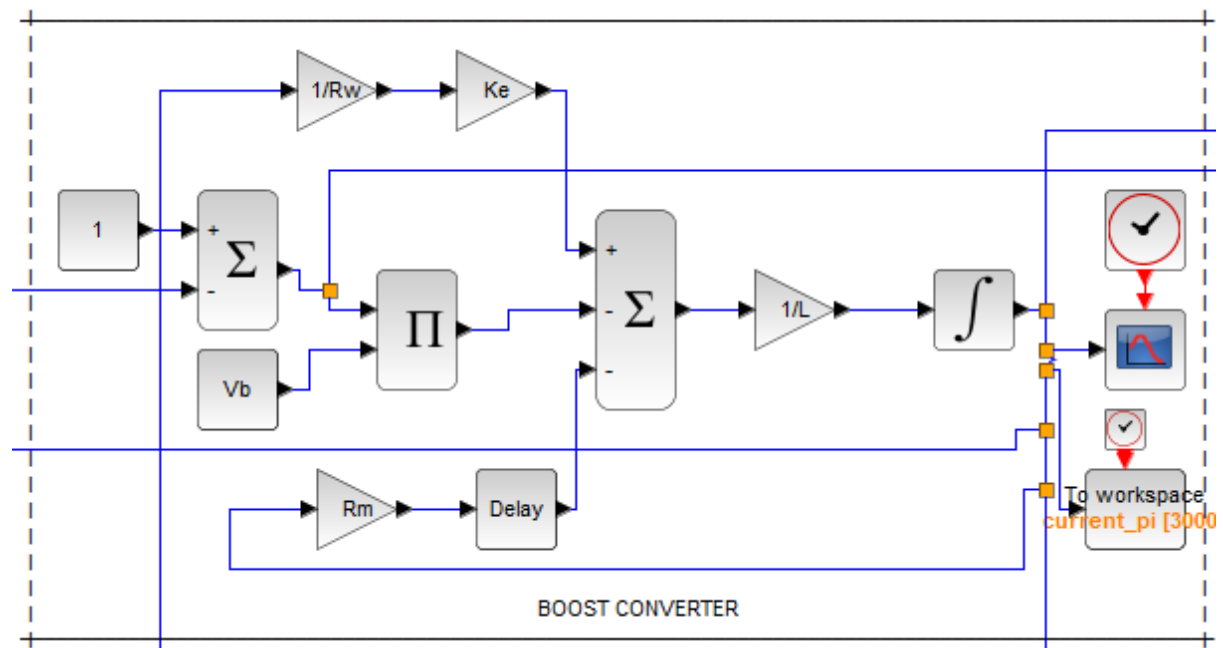 1/Rw
Ke
1
+
Σ
-
+
-
Σ
-
1/L
∫
Π
Vb
Rm
Delay
To workspace
current_pi [3000
BOOST CONVERTER